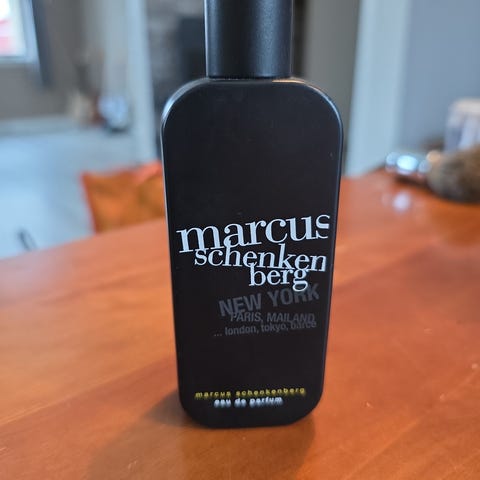 marcus
schenken
berg
NEW YORK
PARIS, MAILAND
... london, tokyo, barce
marcus schenkenberg
eau de parfum